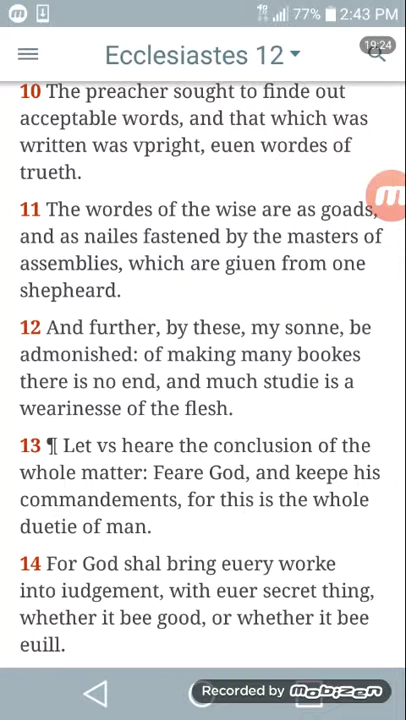 77% 2:43 PM
Ecclesiastes 12
19:24
10 The preacher sought to finde out
acceptable words, and that which was
written was vpright, euen wordes of
trueth.
11 The wordes of the wise are as goads,
and as nailes fastened by the masters of
assemblies, which are giuen from one
shepheard.
12 And further, by these, my sonne, be
admonished: of making many bookes
there is no end, and much studie is a
wearinesse of the flesh.
13 ¶ Let vs heare the conclusion of the
whole matter: Feare God, and keepe his
commandements, for this is the whole
duetie of man.
14 For God shal bring euery worke
into iudgement, with euer secret thing,
whether it bee good, or whether it bee
euill.
Recorded by mobizen